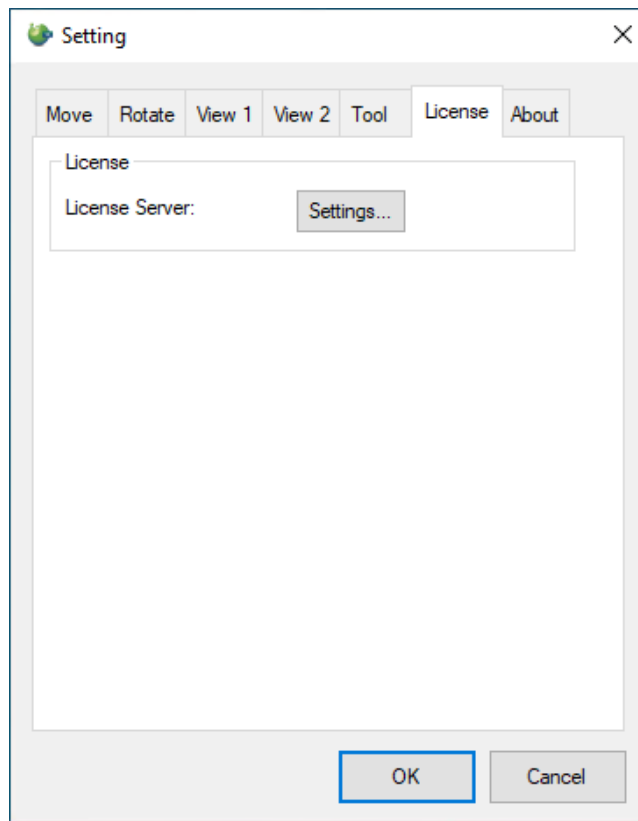 Setting
Move Rotate View 1 View 2 Tool License About
License
License Server: Settings...
OK Cancel